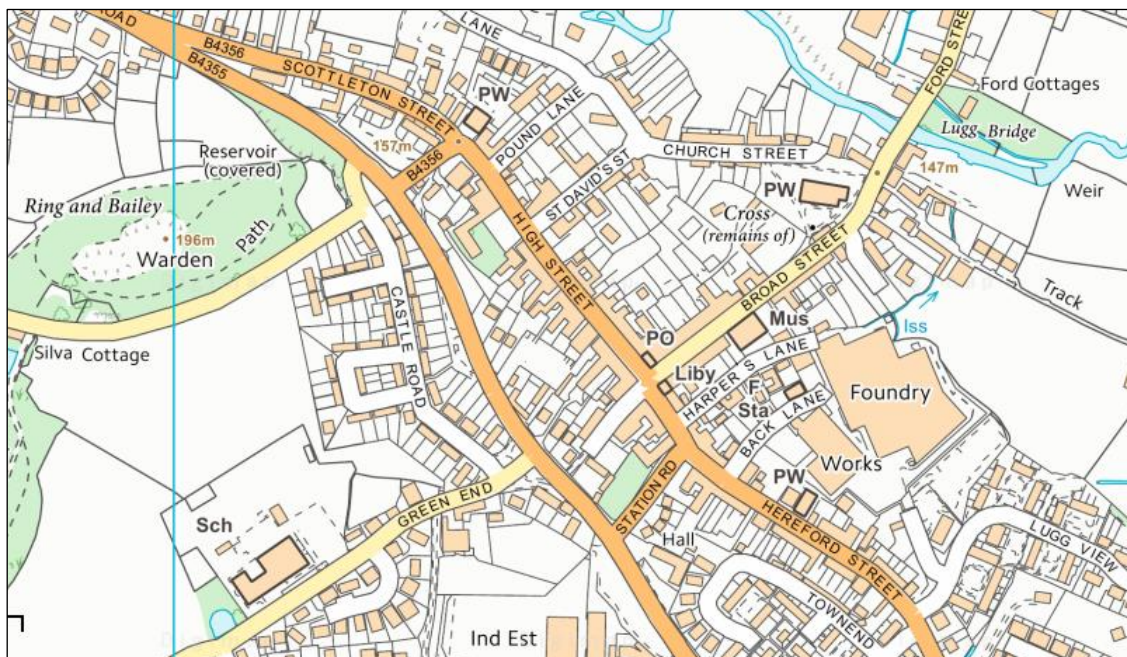 ROAD
B4356
B4355
SCOTTLETON STREET
LANE
PW
POUND LANE
FORD STRE
Ford Cottages
Lugg Bridge
157m
B4356
Reservoir
(covered)
CHURCH STREET
147m
Weir
ST DAVIDS ST
PW
Ring and Bailey
196m
Warden
Path
Cross
(remains of)
HIGH STREET
BROAD STREET
Track
Iss
CASTLE ROAD
Silva Cottage
PO
Mus
Liby
HARPER S LANE
F
Sta
BACK LANE
Foundry
Works
STATION RD
GREEN END
PW
Sch
Hall
HEREFORD STREET
LUGG VIEW
TOWNEND
Ind Est